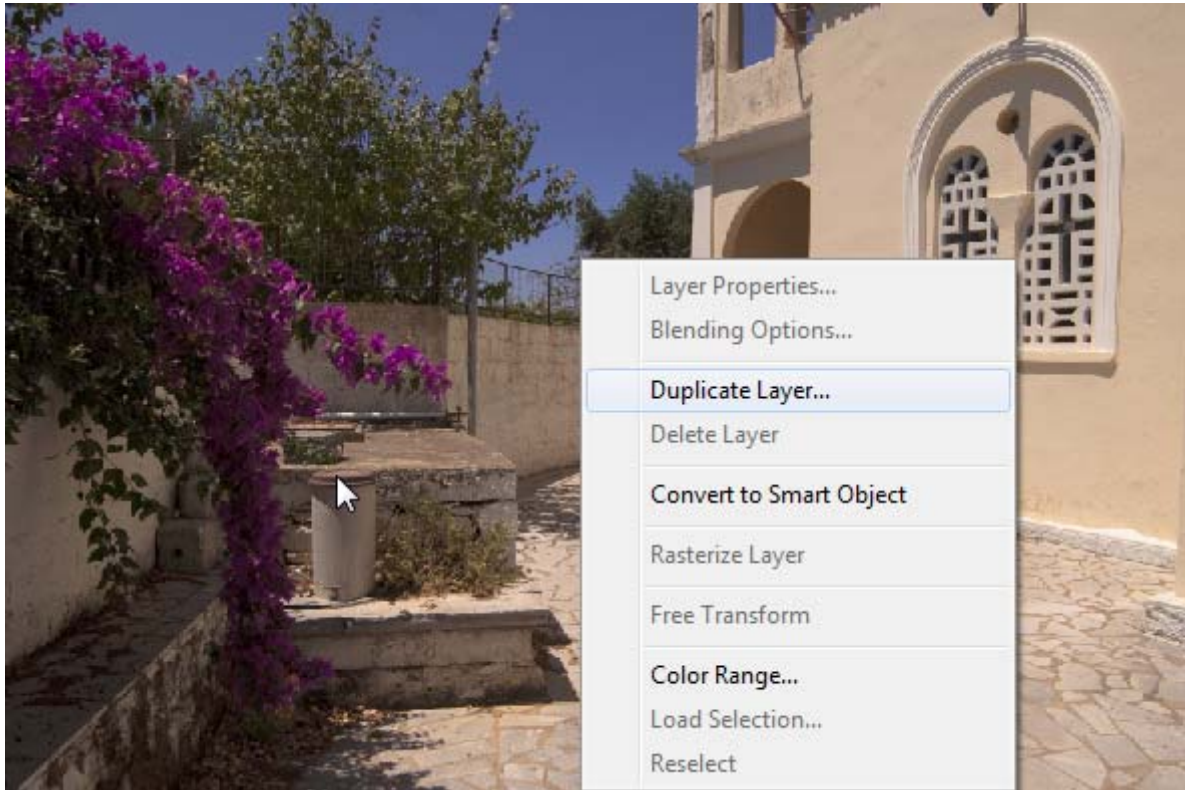 Layer Properties...
Blending Options...
Duplicate Layer...
Delete Layer
Convert to Smart Object
Rasterize Layer
Free Transform
Color Range...
Load Selection...
Reselect